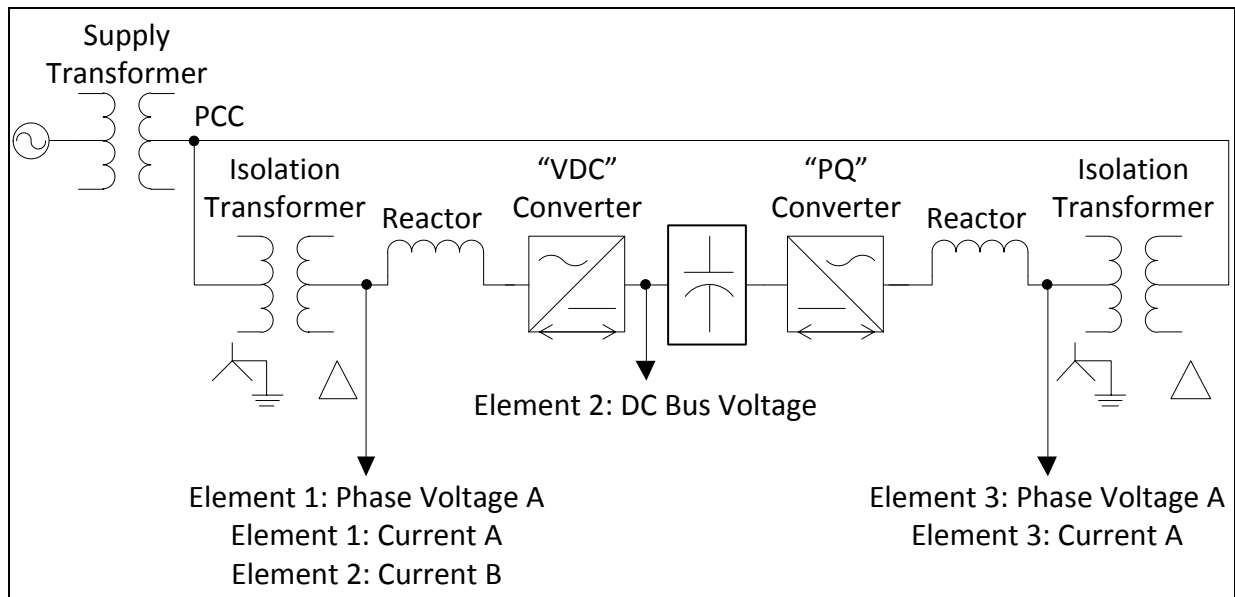 Supply
Transformer
PCC
Isolation
Transformer
Reactor
“VDC”
Converter
“PQ”
Converter
Reactor
Isolation
Transformer
Element 2: DC Bus Voltage
Element 1: Phase Voltage A
Element 1: Current A
Element 2: Current B
Element 3: Phase Voltage A
Element 3: Current A